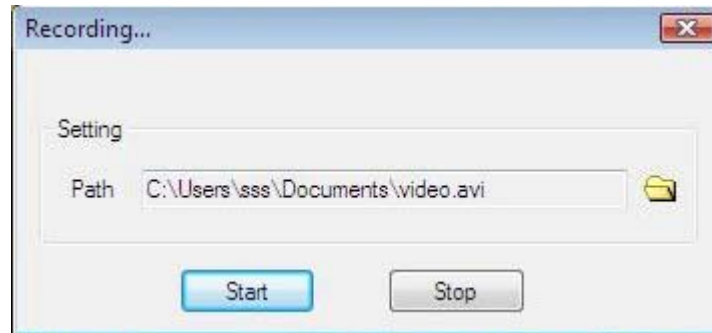 Recording...
Setting
Path C:\Users\sss\Documents\video.avi
Start Stop